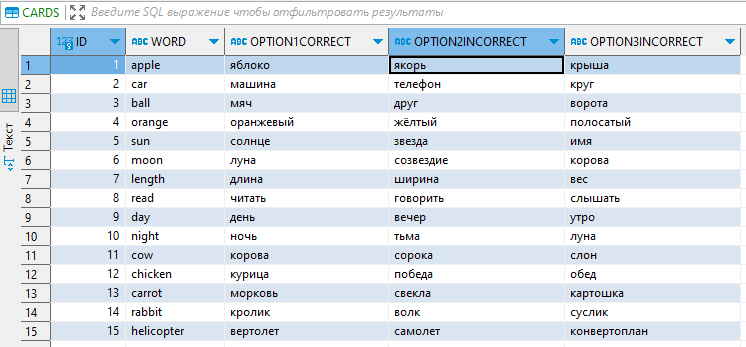 CARDS Введите SQL выражение чтобы отфильтровать результаты
123 ID ABC WORD ABC OPTION1CORRECT ABC OPTION2INCORRECT ABC OPTION3INCORRECT
1 1 apple яблоко якорь крыша
2 2 car машина телефон круг
3 3 ball мяч друг ворота
4 4 orange оранжевый жёлтый полосатый
5 5 sun солнце звезда имя
6 6 moon луна созвездие корова
7 7 length длина ширина вес
8 8 read читать говорить слышать
9 9 day день вечер утро
10 10 night ночь тьма луна
11 11 cow корова сорока слон
12 12 chicken курица победа обед
13 13 carrot морковь свекла картошка
14 14 rabbit кролик волк суслик
15 15 helicopter вертолет самолет конвертоплан
Текст